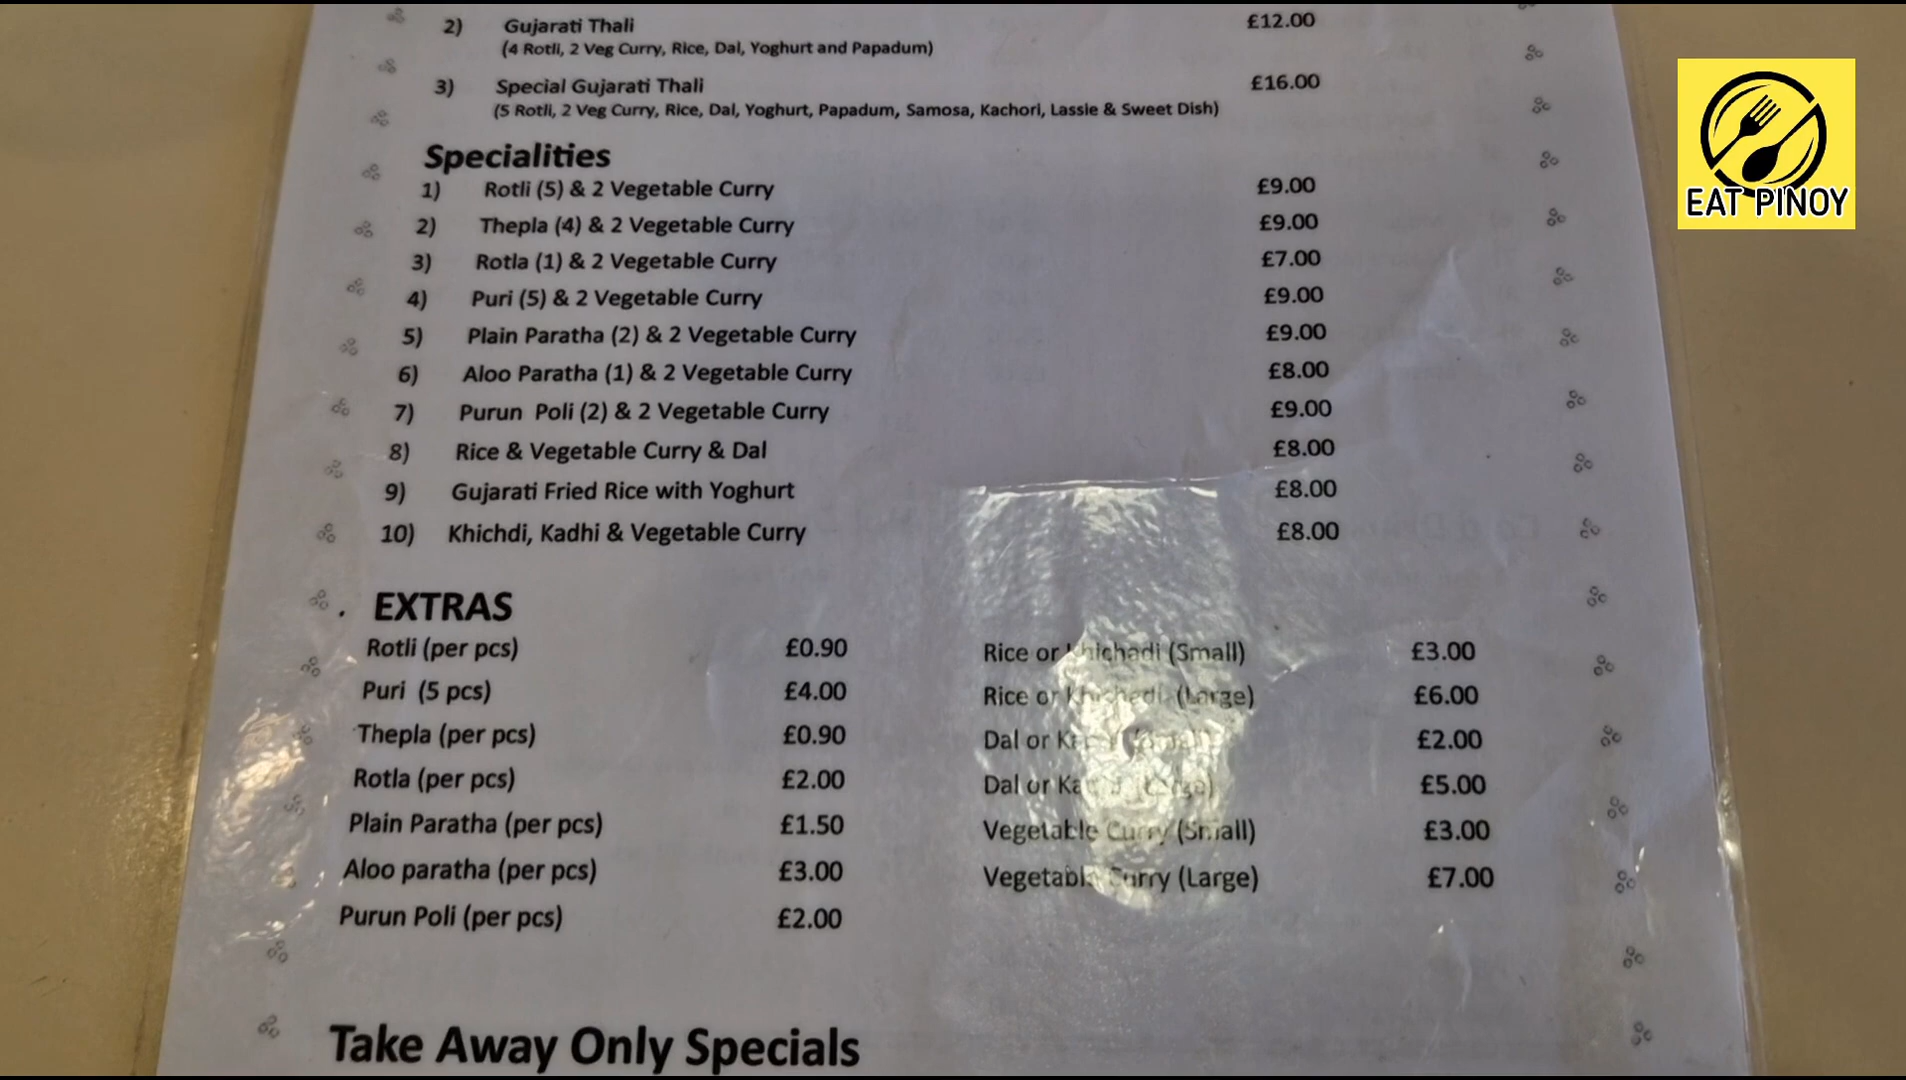 2) Gujarati Thali £12.00
(4 Rotli, 2 Veg Curry, Rice, Dal, Yoghurt and Papadum)
3) Special Gujarati Thali £16.00
(5 Rotli, 2 Veg Curry, Rice, Dal, Yoghurt, Papadum, Samosa, Kachori, Lassie & Sweet Dish)
EAT PINOY
Specialities
1) Rotli (5) & 2 Vegetable Curry £9.00
2) Thepla (4) & 2 Vegetable Curry £9.00
3) Rotla (1) & 2 Vegetable Curry £7.00
4) Puri (5) & 2 Vegetable Curry £9.00
5) Plain Paratha (2) & 2 Vegetable Curry £9.00
6) Aloo Paratha (1) & 2 Vegetable Curry £8.00
7) Purun Poli (2) & 2 Vegetable Curry £9.00
8) Rice & Vegetable Curry & Dal £8.00
9) Gujarati Fried Rice with Yoghurt £8.00
10) Khichdi, Kadhi & Vegetable Curry £8.00
. EXTRAS
Rotli (per pcs) £0.90
Puri (5 pcs) £4.00
Thepla (per pcs) £0.90
Rotla (per pcs) £2.00
Plain Paratha (per pcs) £1.50
Aloo paratha (per pcs) £3.00
Purun Poli (per pcs) £2.00
Rice or Khichadi (Small) £3.00
Rice or Khichadi (Large) £6.00
Dal or £2.00
Dal or (Large) £5.00
Vegetable Curry (Small) £3.00
Vegetable Curry (Large) £7.00
Take Away Only Specials